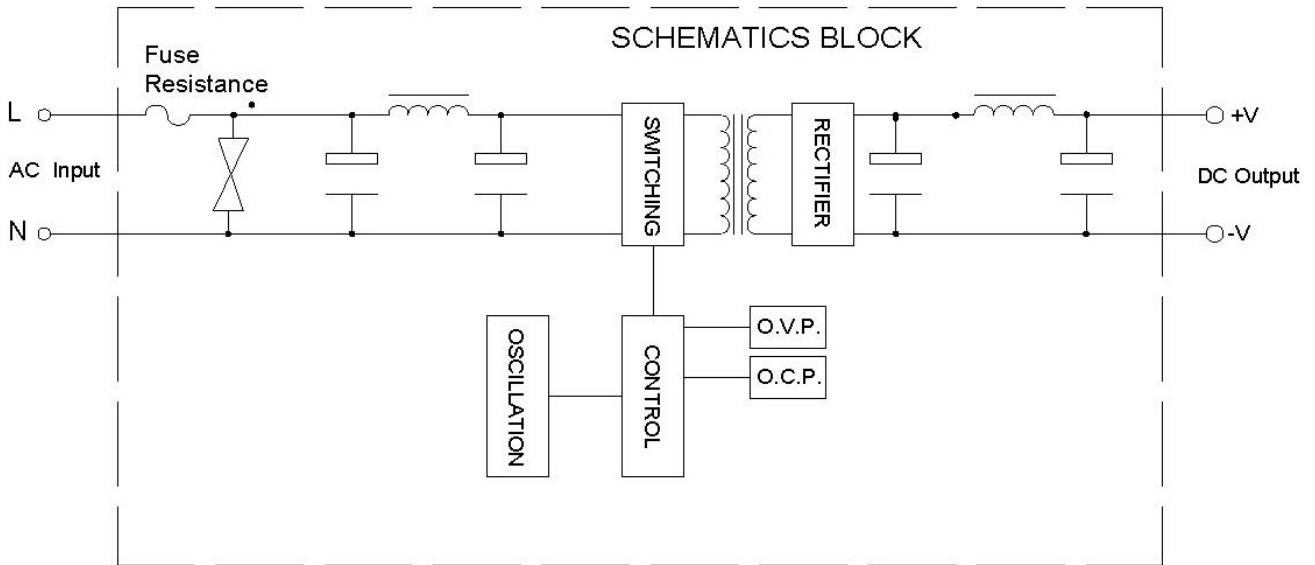 SCHEMATICS BLOCK
Fuse
Resistance
L
+V
AC Input
DC Output
N
-V
SWITCHING
RECTIFIER
OSCILLATION
CONTROL
O.V.P.
O.C.P.